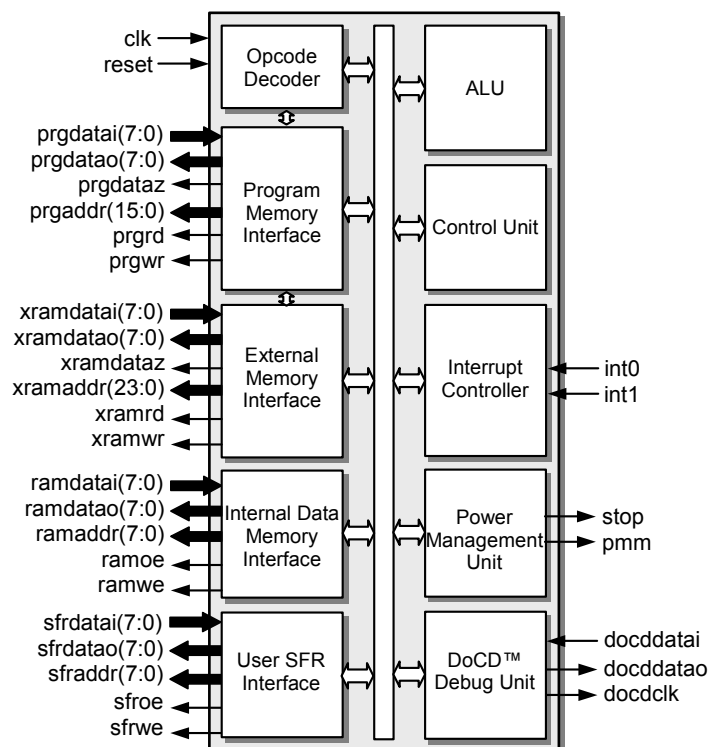 clk
reset
prgdatai(7:0)
prgdatao(7:0)
prgdataz
prgaddr(15:0)
prgrd
prgwr
xramdatai(7:0)
xramdatao(7:0)
xramdataz
xramaddr(23:0)
xramrd
xramwr
ramdatai(7:0)
ramdatao(7:0)
ramaddr(7:0)
ramoe
ramwe
sfrdatai(7:0)
sfrdatao(7:0)
sfraddr(7:0)
sfroe
sfrwe
Opcode
Decoder
Program
Memory
Interface
External
Memory
Interface
Internal Data
Memory
Interface
User SFR
Interface
ALU
Control Unit
Interrupt
Controller
Power
Management
Unit
DoCD™
Debug Unit
int0
int1
stop
pmm
docddatai
docddatao
docdclk